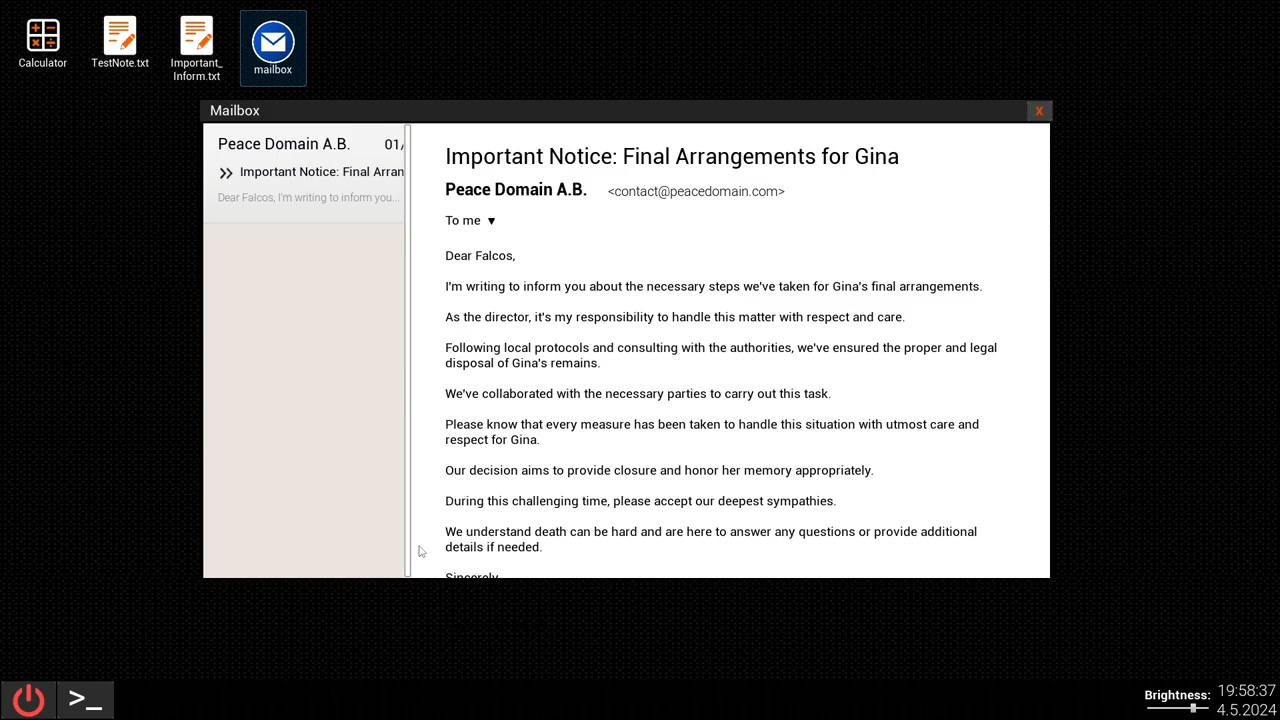 Calculator
TestNote.txt
Important_
Inform.txt
mailbox
Mailbox
X
Peace Domain A.B. 01/
Important Notice: Final Arran
Dear Falcos, I'm writing to inform you...
Important Notice: Final Arrangements for Gina
Peace Domain A.B. <contact@peacedomain.com>
To me ▼
Dear Falcos,
I'm writing to inform you about the necessary steps we've taken for Gina's final arrangements.
As the director, it's my responsibility to handle this matter with respect and care.
Following local protocols and consulting with the authorities, we've ensured the proper and legal
disposal of Gina's remains.
We've collaborated with the necessary parties to carry out this task.
Please know that every measure has been taken to handle this situation with utmost care and
respect for Gina.
Our decision aims to provide closure and honor her memory appropriately.
During this challenging time, please accept our deepest sympathies.
We understand death can be hard and are here to answer any questions or provide additional
details if needed.
Sincerely
>_
Brightness:
19:58:37
4.5.2024